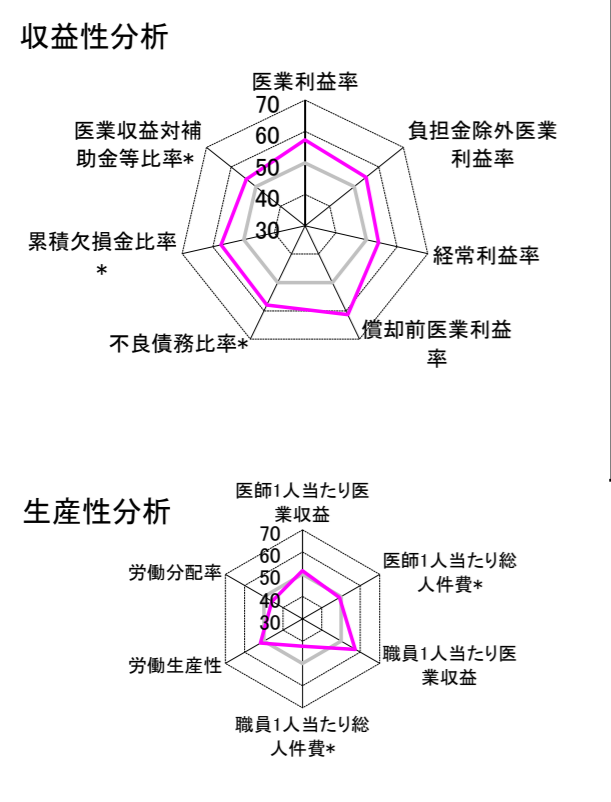 収益性分析
医業利益率
70
60
50
40
30
負担金除外医業
利益率
経常利益率
償却前医業利益
率
不良債務比率*
累積欠損金比率
*
医業収益対補
助金等比率*
生産性分析
医師1人当たり医
業収益
70
60
50
40
30
医師1人当たり総
人件費*
職員1人当たり医
業収益
職員1人当たり総
人件費*
労働生産性
労働分配率